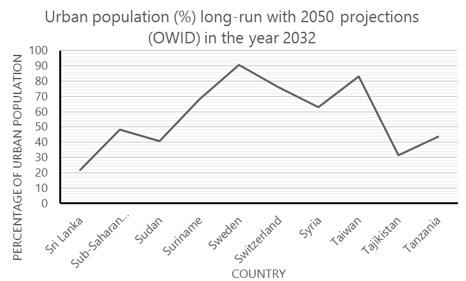 Urban population (%) long-run with 2050 projections
(OWID) in the year 2032
PERCENTAGE OF URBAN POPULATION
100
90
80
70
60
50
40
30
20
10
0
Sri Lanka
Sub-Saharan...
Sudan
Suriname
Sweden
Switzerland
Syria
Taiwan
Tajikistan
Tanzania
COUNTRY